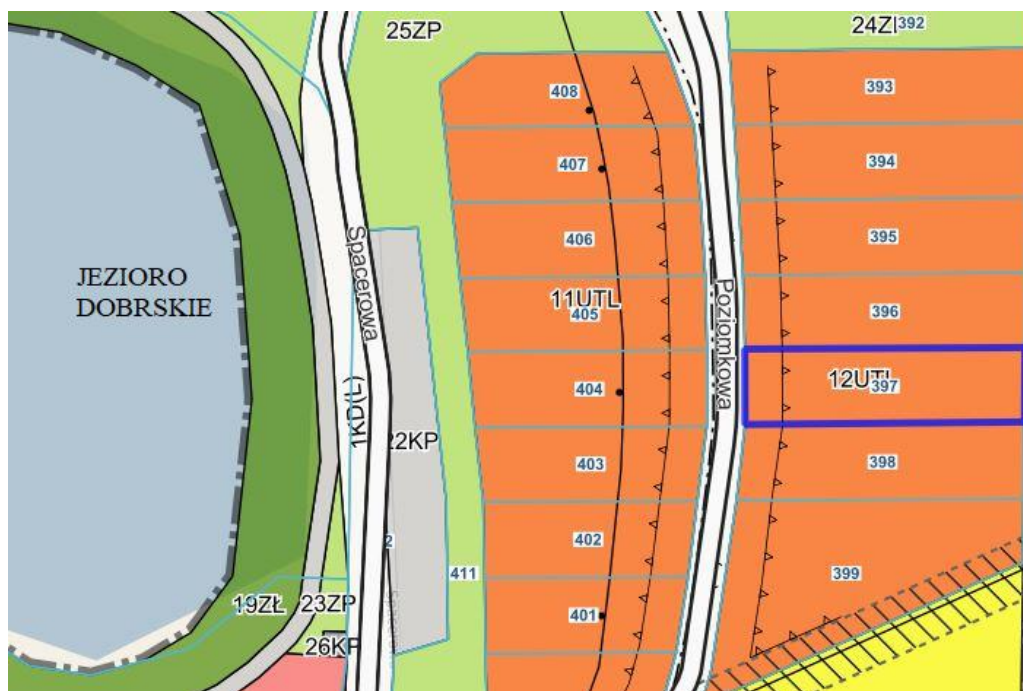 25ZP
24ZI
392
408
393
407
394
406
395
Spacerowa
JEZIORO
DOBRSKIE
11UTL
405
Poziomkowa
396
404
12UTL
397
1KD(L)
22KP
403
398
402
2
411
399
19ZŁ
23ZP
401
26KP